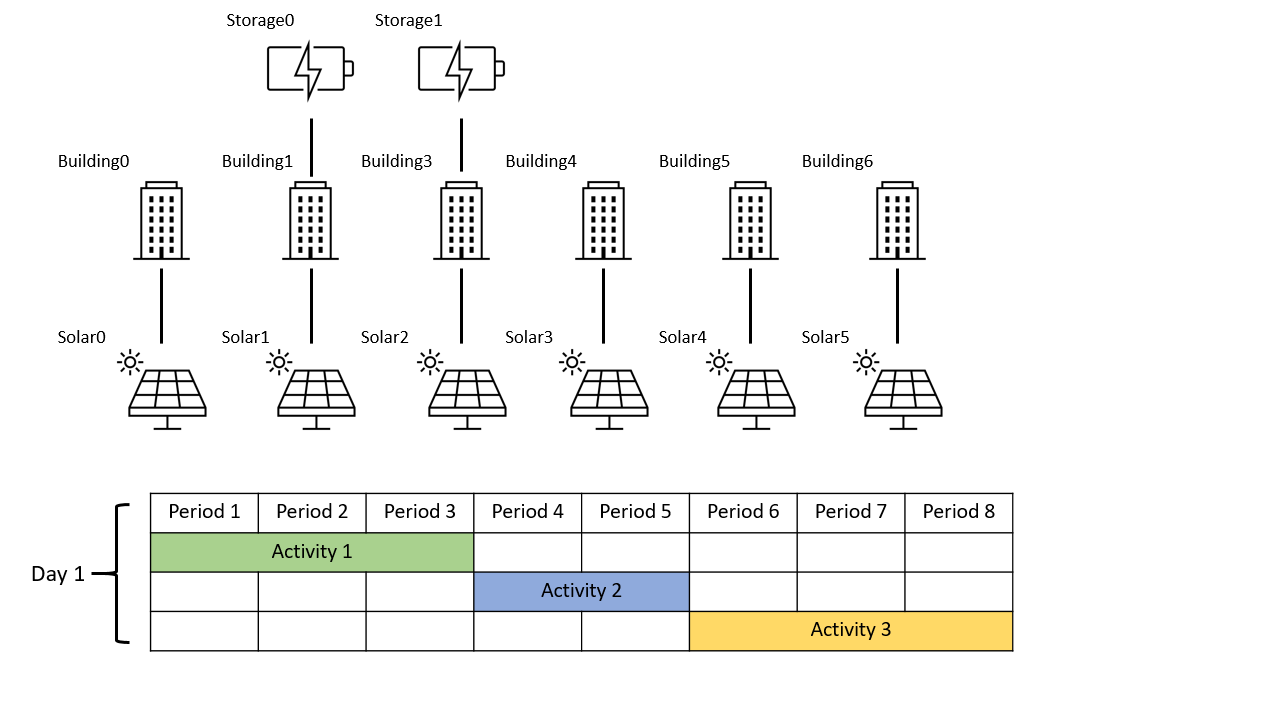 Storage0 Storage1
Building0 Building1 Building3 Building4 Building5 Building6
Solar0 Solar1 Solar2 Solar3 Solar4 Solar5
Period 1 Period 2 Period 3 Period 4 Period 5 Period 6 Period 7 Period 8
Activity 1
Day 1
Activity 2
Activity 3